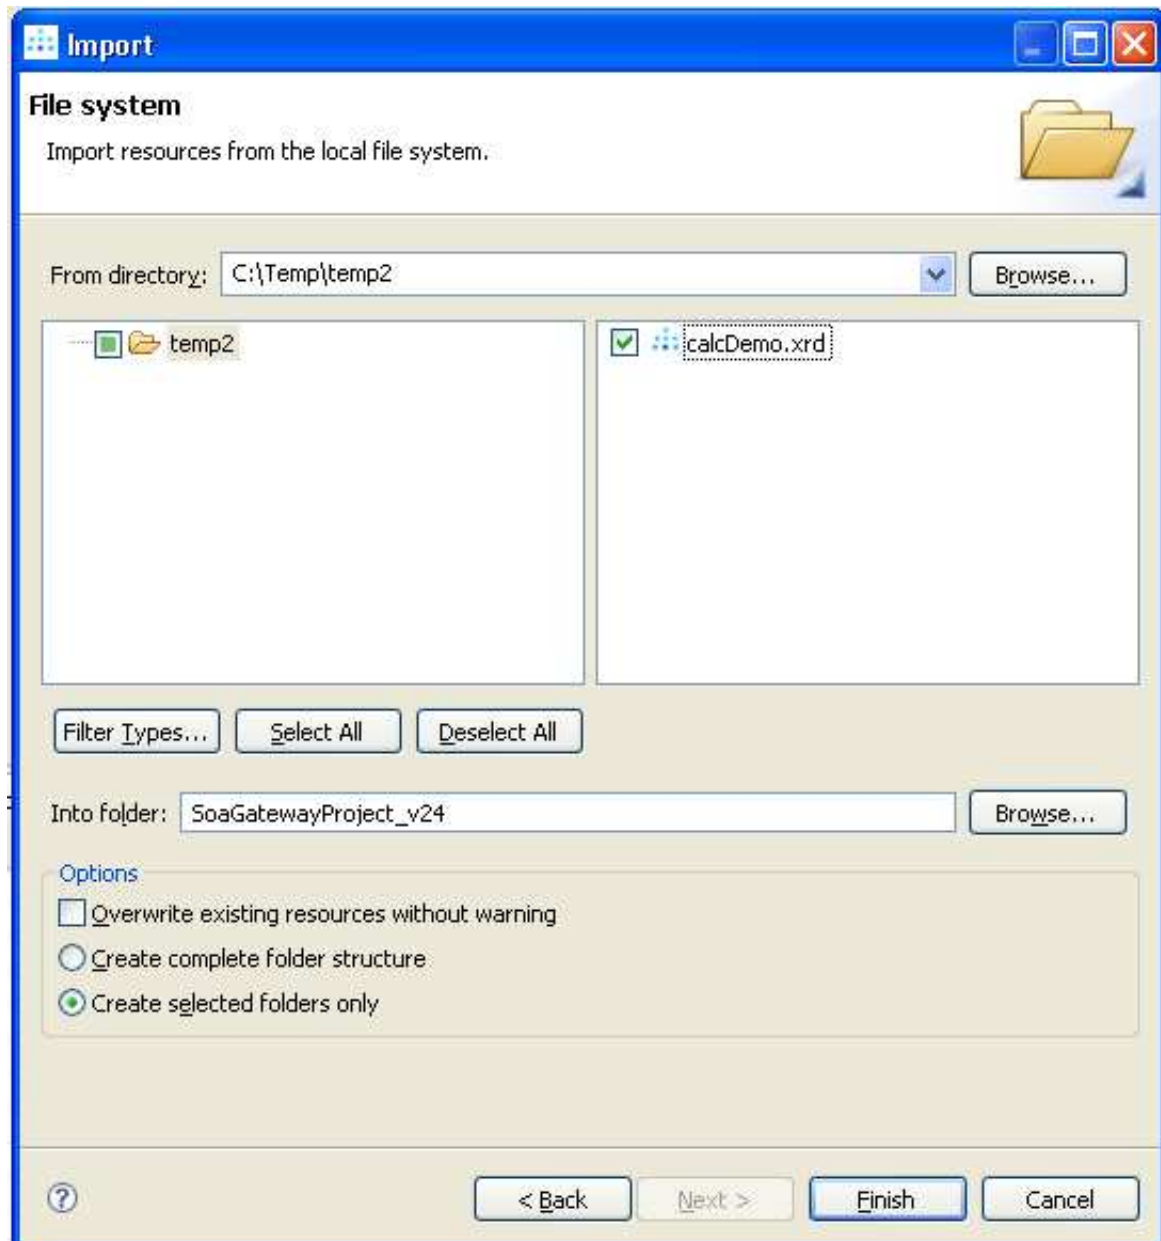 Import
File system
Import resources from the local file system.
From directory: C:\Temp\temp2 Browse...
temp2 calcDemo.xrd
Filter Types... Select All Deselect All
Into folder: SoaGatewayProject_v24 Browse...
Options
Overwrite existing resources without warning
Create complete folder structure
Create selected folders only
? < Back Next > Finish Cancel